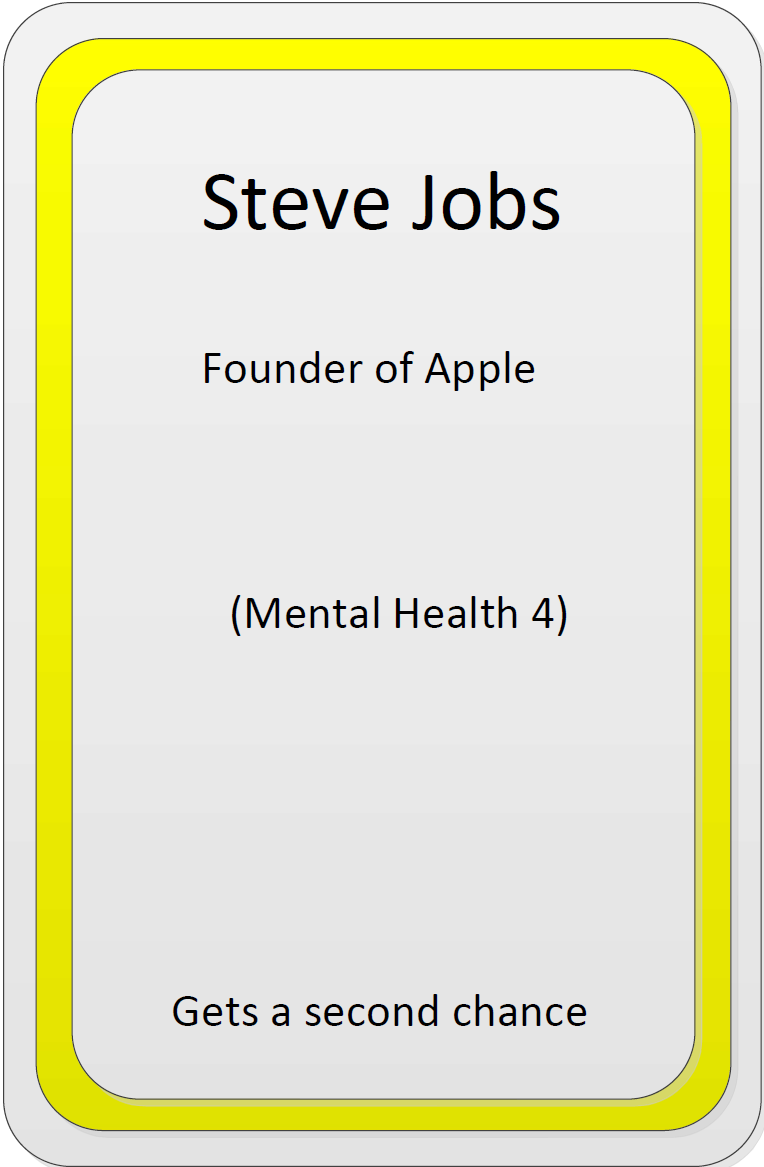 Steve Jobs
Founder of Apple
(Mental Health 4)
Gets a second chance